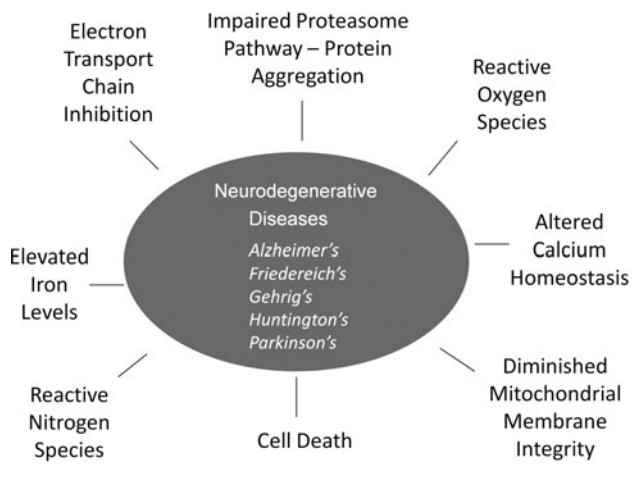 Electron
Transport
Chain
Inhibition
Impaired Proteasome
Pathway – Protein
Aggregation
Reactive
Oxygen
Species
Neurodegenerative
Diseases
Alzheimer's
Friedereich's
Gehrig's
Huntington's
Parkinson's
Altered
Calcium
Homeostasis
Elevated
Iron
Levels
Diminished
Mitochondrial
Membrane
Integrity
Reactive
Nitrogen
Species
Cell Death